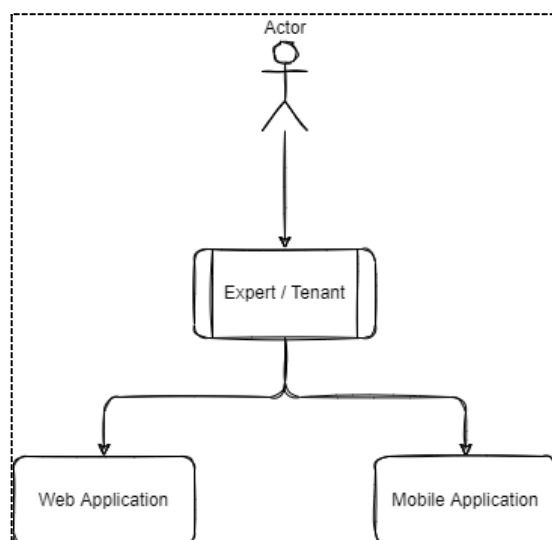 Actor
Expert / Tenant
Web Application
Mobile Application